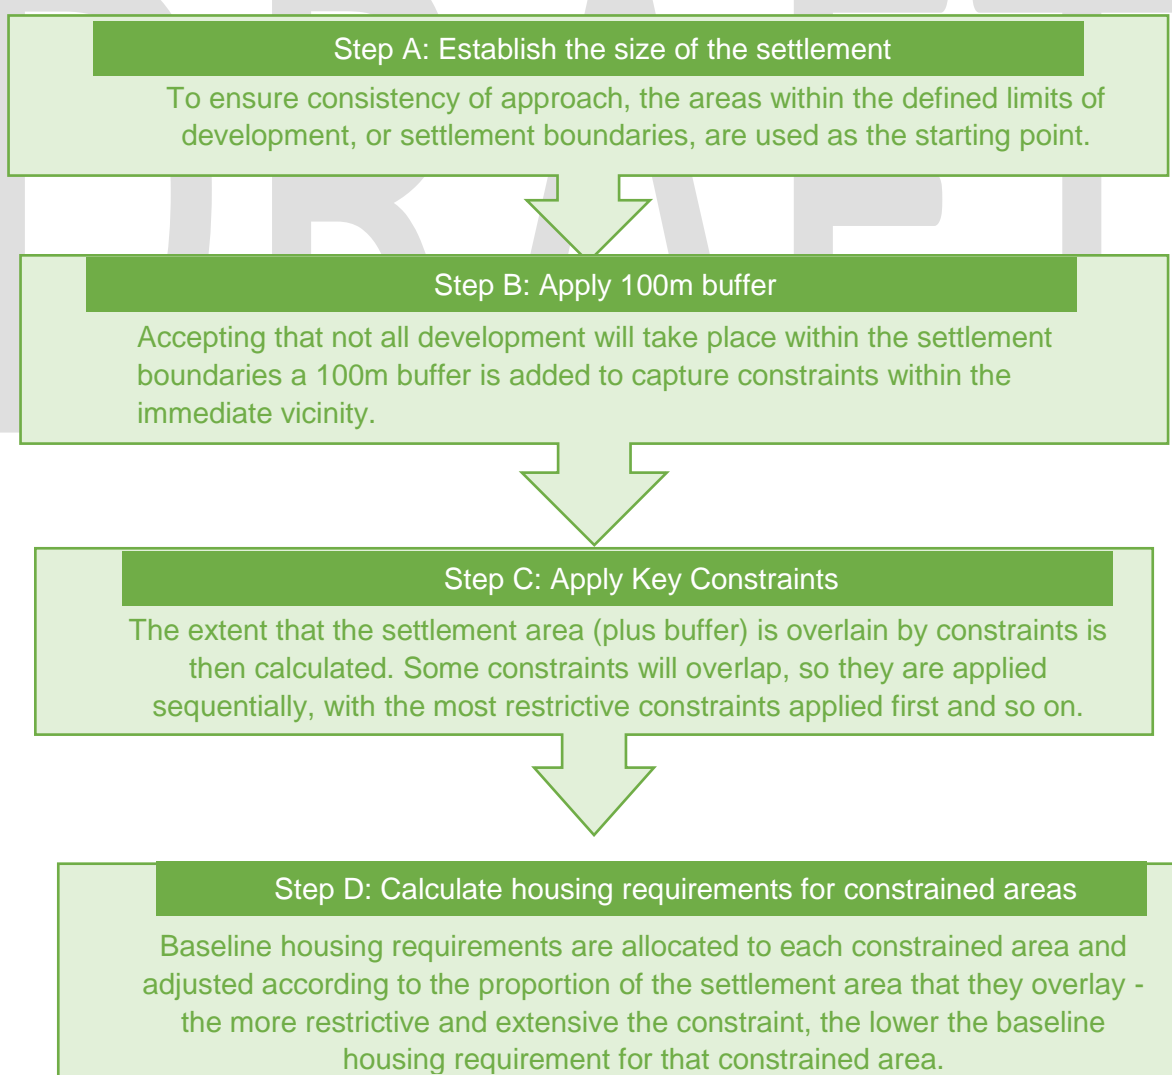 DRAFT
Step A: Establish the size of the settlement
To ensure consistency of approach, the areas within the defined limits of
development, or settlement boundaries, are used as the starting point.
Step B: Apply 100m buffer
Accepting that not all development will take place within the settlement
boundaries a 100m buffer is added to capture constraints within the
immediate vicinity.
Step C: Apply Key Constraints
The extent that the settlement area (plus buffer) is overlain by constraints is
then calculated. Some constraints will overlap, so they are applied
sequentially, with the most restrictive constraints applied first and so on.
Step D: Calculate housing requirements for constrained areas
Baseline housing requirements are allocated to each constrained area and
adjusted according to the proportion of the settlement area that they overlay -
the more restrictive and extensive the constraint, the lower the baseline
housing requirement for that constrained area.